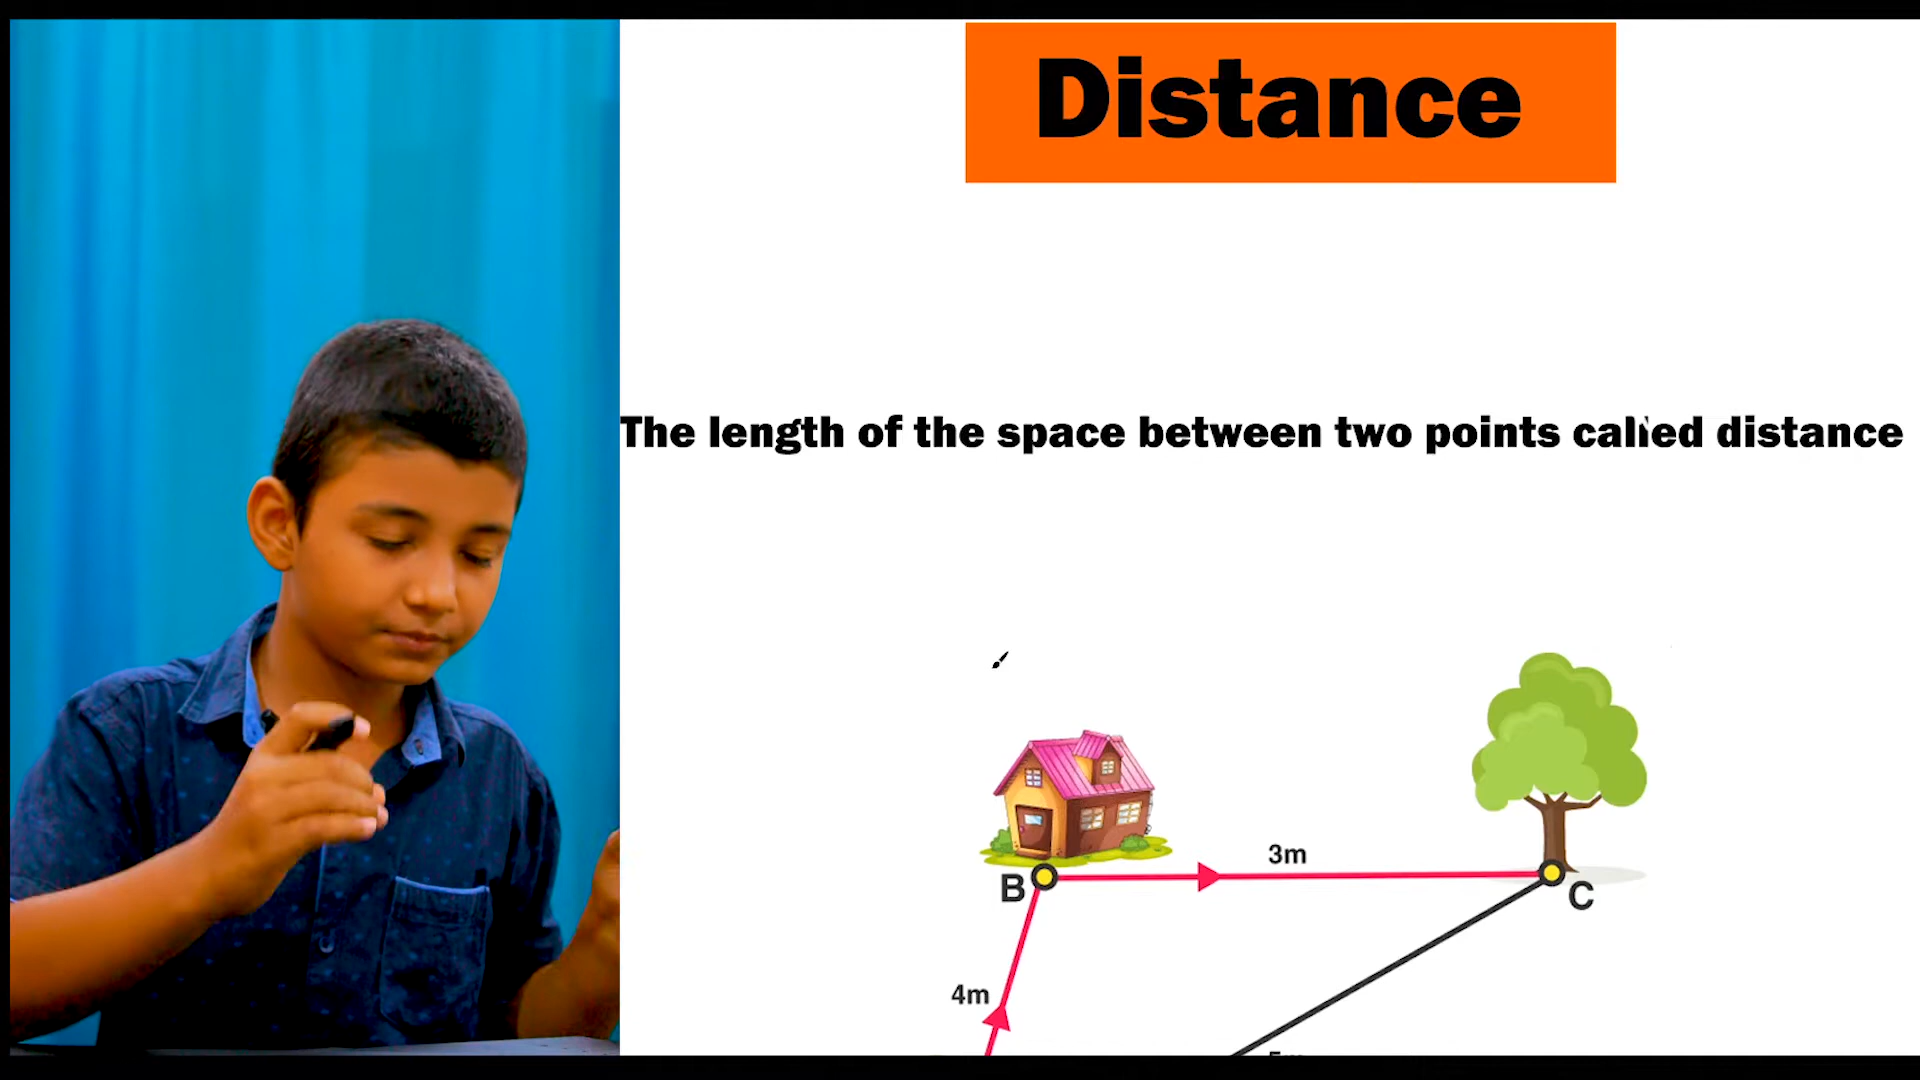 Distance
The length of the space between two points called distance
3m
B
C
4m